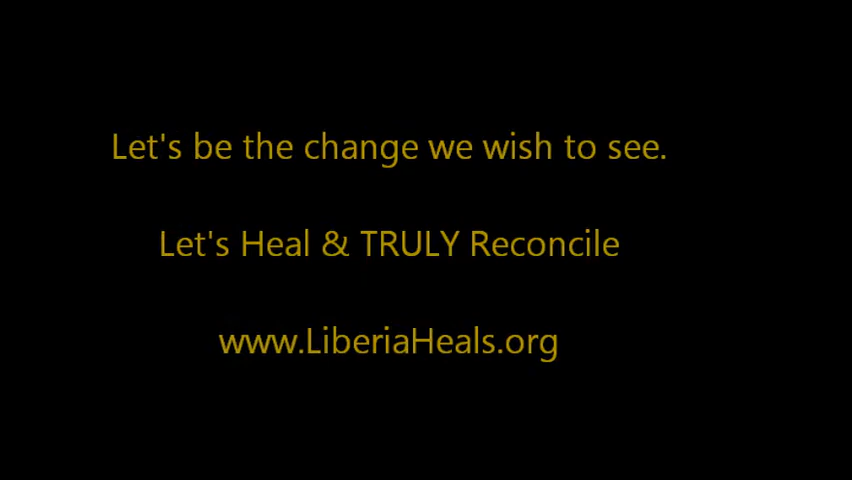 Let's be the change we wish to see.
Let's Heal & TRULY Reconcile
www.LiberiaHeals.org